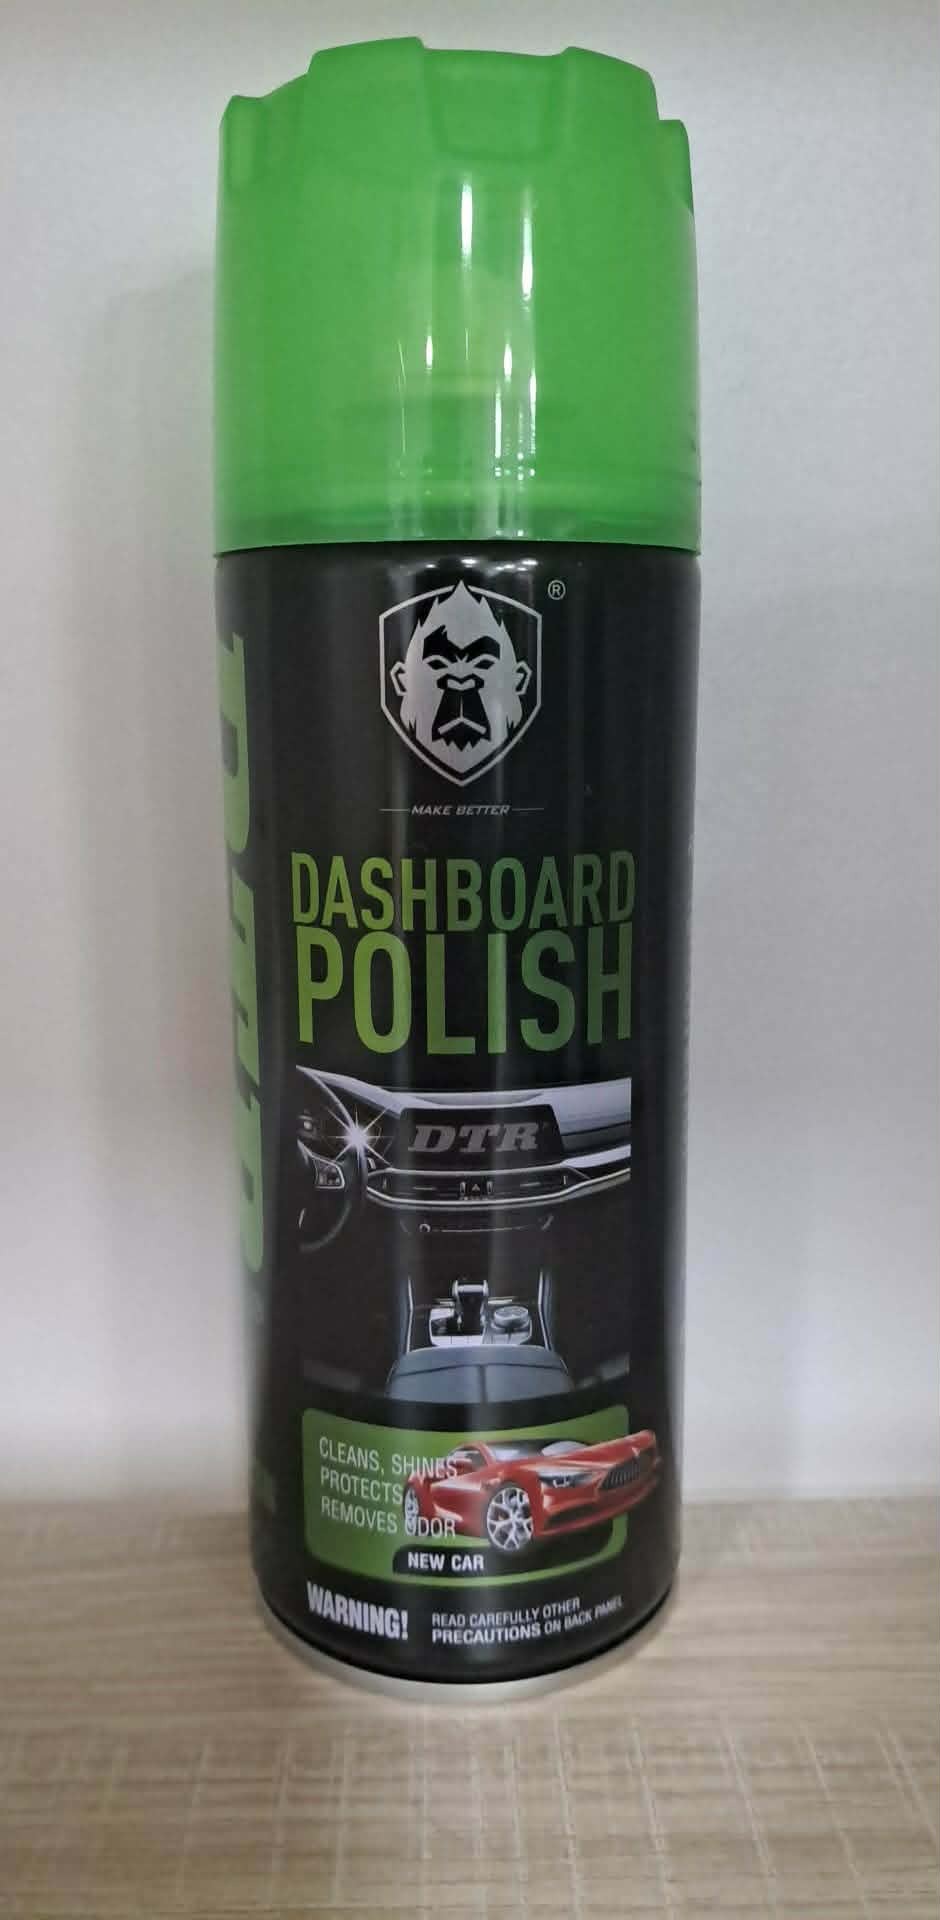 ®
MAKE BETTER
DASHBOARD
POLISH
DTR
CLEANS, SHINES
PROTECTS
REMOVES ODOR
NEW CAR
WARNING!
READ CAREFULLY OTHER
PRECAUTIONS ON BACK PANEL